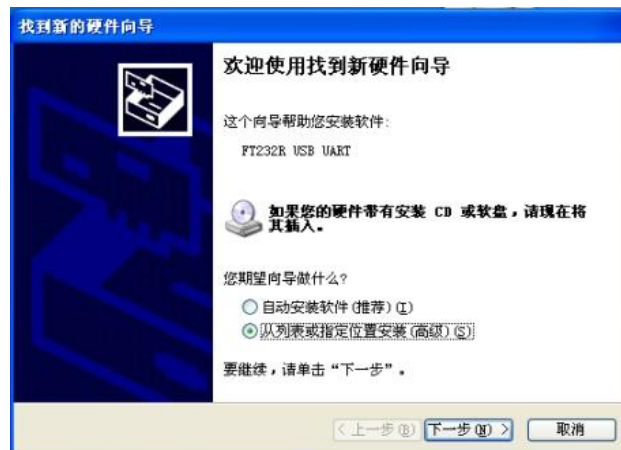 找到新的硬件向导
欢迎使用找到新硬件向导
这个向导帮助您安装软件:
FT232R USB UART
如果您的硬件带有安装 CD 或软盘，请现在将
其插入。
您期望向导做什么?
自动安装软件(推荐)(I)
从列表或指定位置安装(高级)(S)
要继续，请单击“下一步”。
<上一步(B)
下一步(N)>
取消